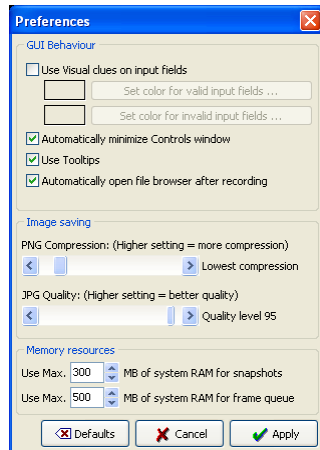 Preferences
GUI Behaviour
Use Visual clues on input fields
Set color for valid input fields ...
Set color for invalid input fields ...
Automatically minimize Controls window
Use Tooltips
Automatically open file browser after recording
Image saving
PNG Compression: (Higher setting = more compression)
Lowest compression
JPG Quality: (Higher setting = better quality)
Quality level 95
Memory resources
Use Max. 300 MB of system RAM for snapshots
Use Max. 500 MB of system RAM for frame queue
Defaults Cancel Apply